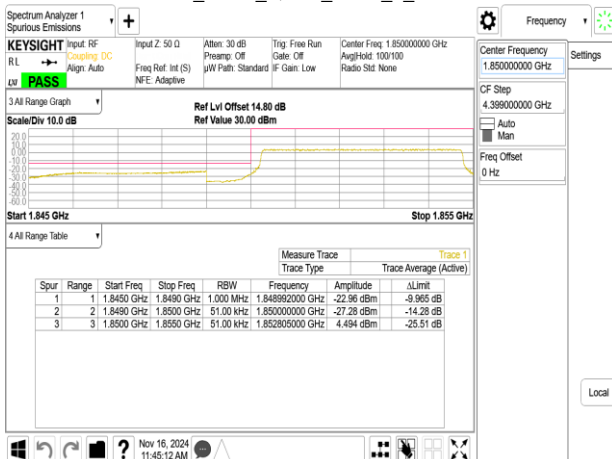 Spectrum Analyzer 1
Spurious Emissions
Frequency
Settings
KEYSIGHT
RL
PASS
Input: RF
Coupling: DC
Align: Auto
Input Z: 50 Ω
Freq Ref: Int (S)
NFE: Adaptive
Atten: 30 dB
Preamp: Off
µW Path: Standard
Trig: Free Run
Gate: Off
IF Gain: Low
Center Freq: 1.850000000 GHz
Avg|Hold: 100/100
Radio Std: None
Center Frequency
1.850000000 GHz
CF Step
4.399000000 GHz
Auto
Man
Freq Offset
0 Hz
3 All Range Graph
Scale/Div 10.0 dB
Ref Lvl Offset 14.80 dB
Ref Value 30.00 dBm
20.0
10.0
0.00
-10.0
-20.0
-30.0
-40.0
-50.0
-60.0
Start 1.845 GHz
Stop 1.855 GHz
4 All Range Table
Measure Trace Trace 1
Trace Type Trace Average (Active)
Spur Range Start Freq Stop Freq RBW Frequency Amplitude ΔLimit
1 1 1.8450 GHz 1.8490 GHz 1.000 MHz 1.848992000 GHz -22.96 dBm -9.965 dB
2 2 1.8490 GHz 1.8500 GHz 51.00 kHz 1.850000000 GHz -27.28 dBm -14.28 dB
3 3 1.8500 GHz 1.8550 GHz 51.00 kHz 1.852805000 GHz 4.494 dBm -25.51 dB
Local
Nov 16, 2024
11:45:12 AM